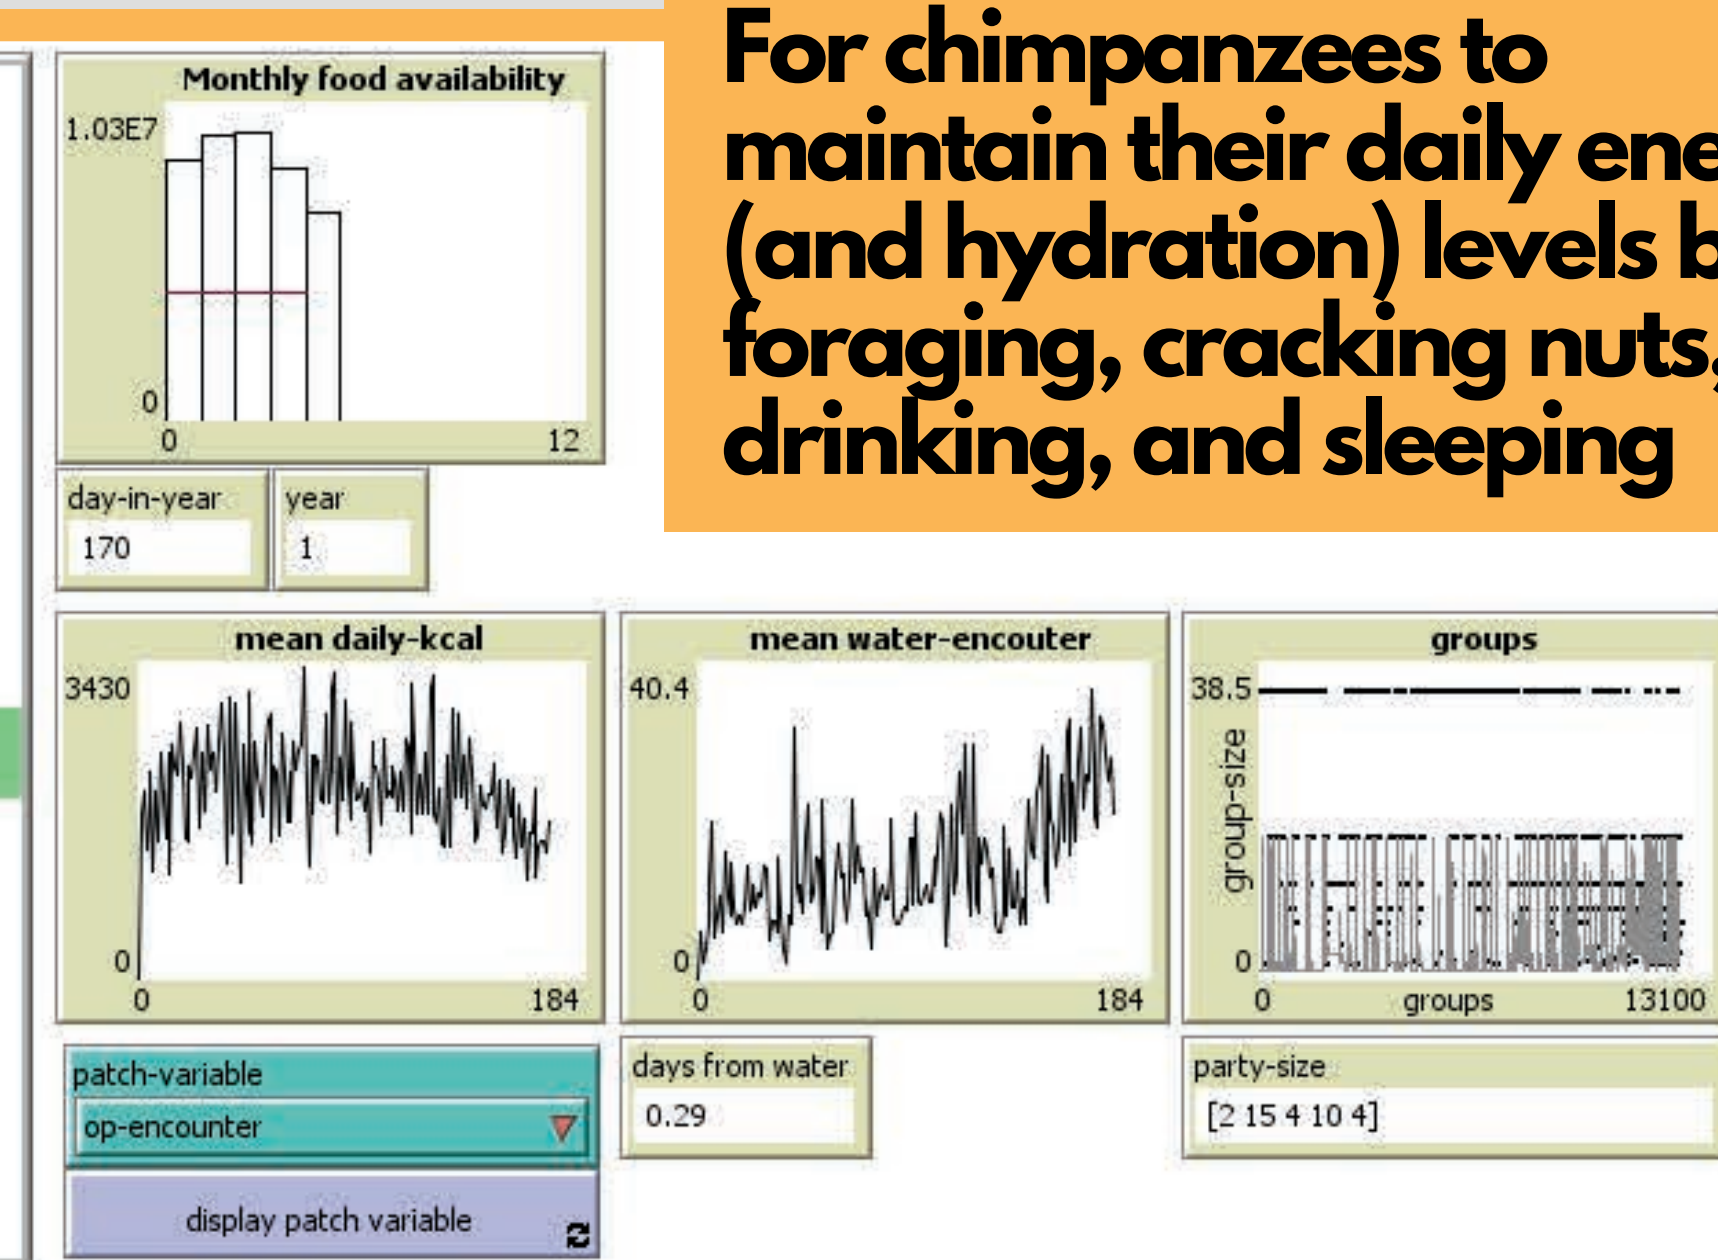 For chimpanzees to
maintain their daily ene
(and hydration) levels b
foraging, cracking nuts,
drinking, and sleeping
Monthly food availability
1.03E7
0
0 12
day-in-year year
170 1
mean daily-kcal
3430
0
0 184
mean water-encouter
40.4
0
0 184
groups
38.5
group-size
0
0 groups 13100
patch-variable
op-encounter
display patch variable
days from water
0.29
party-size
[2 15 4 10 4]